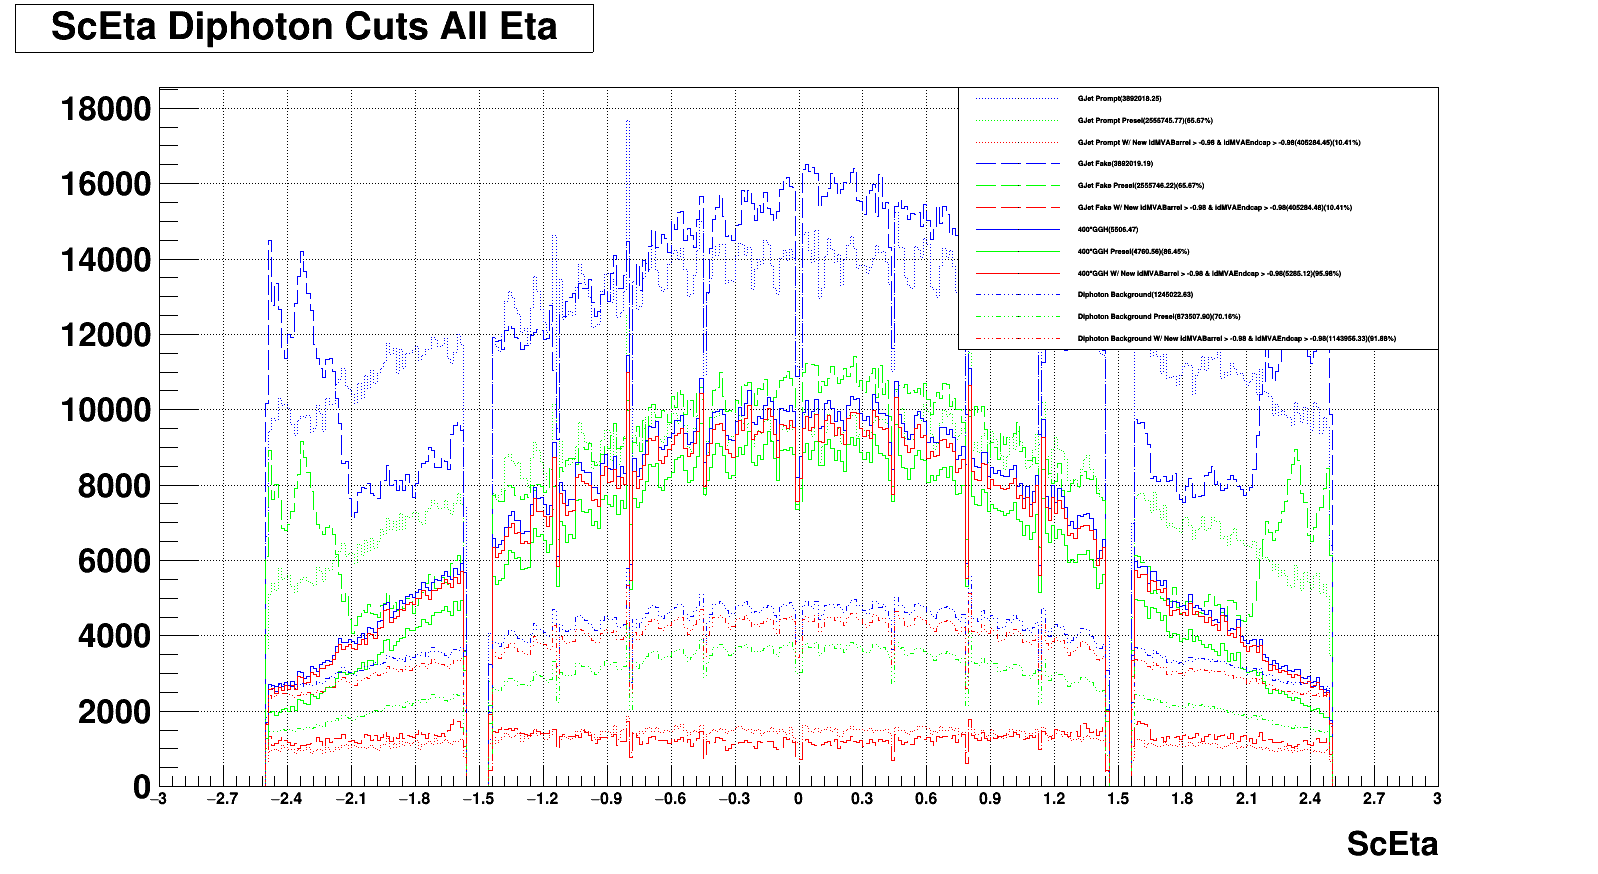 ScEta Diphoton Cuts All Eta
GJet Prompt(3892018.25)
GJet Prompt Presel(2555745.77)(65.67%)
GJet Prompt W/ New IdMVABarrel > -0.98 & IdMVAEndcap > -0.98(405284.45)(10.41%)
GJet Fake(3892019.19)
GJet Fake Presel(2555746.22)(65.67%)
GJet Fake W/ New IdMVABarrel > -0.98 & IdMVAEndcap > -0.98(405284.48)(10.41%)
400*GGH(5506.47)
400*GGH Presel(4760.56)(86.45%)
400*GGH W/ New IdMVABarrel > -0.98 & IdMVAEndcap > -0.98(5285.12)(95.98%)
Diphoton Background(1245022.63)
Diphoton Background Presel(873507.90)(70.16%)
Diphoton Background W/ New IdMVABarrel > -0.98 & IdMVAEndcap > -0.98(1143956.33)(91.88%)
18000
16000
14000
12000
10000
8000
6000
4000
2000
0
−3 −2.7 −2.4 −2.1 −1.8 −1.5 −1.2 −0.9 −0.6 −0.3 0 0.3 0.6 0.9 1.2 1.5 1.8 2.1 2.4 2.7 3
ScEta